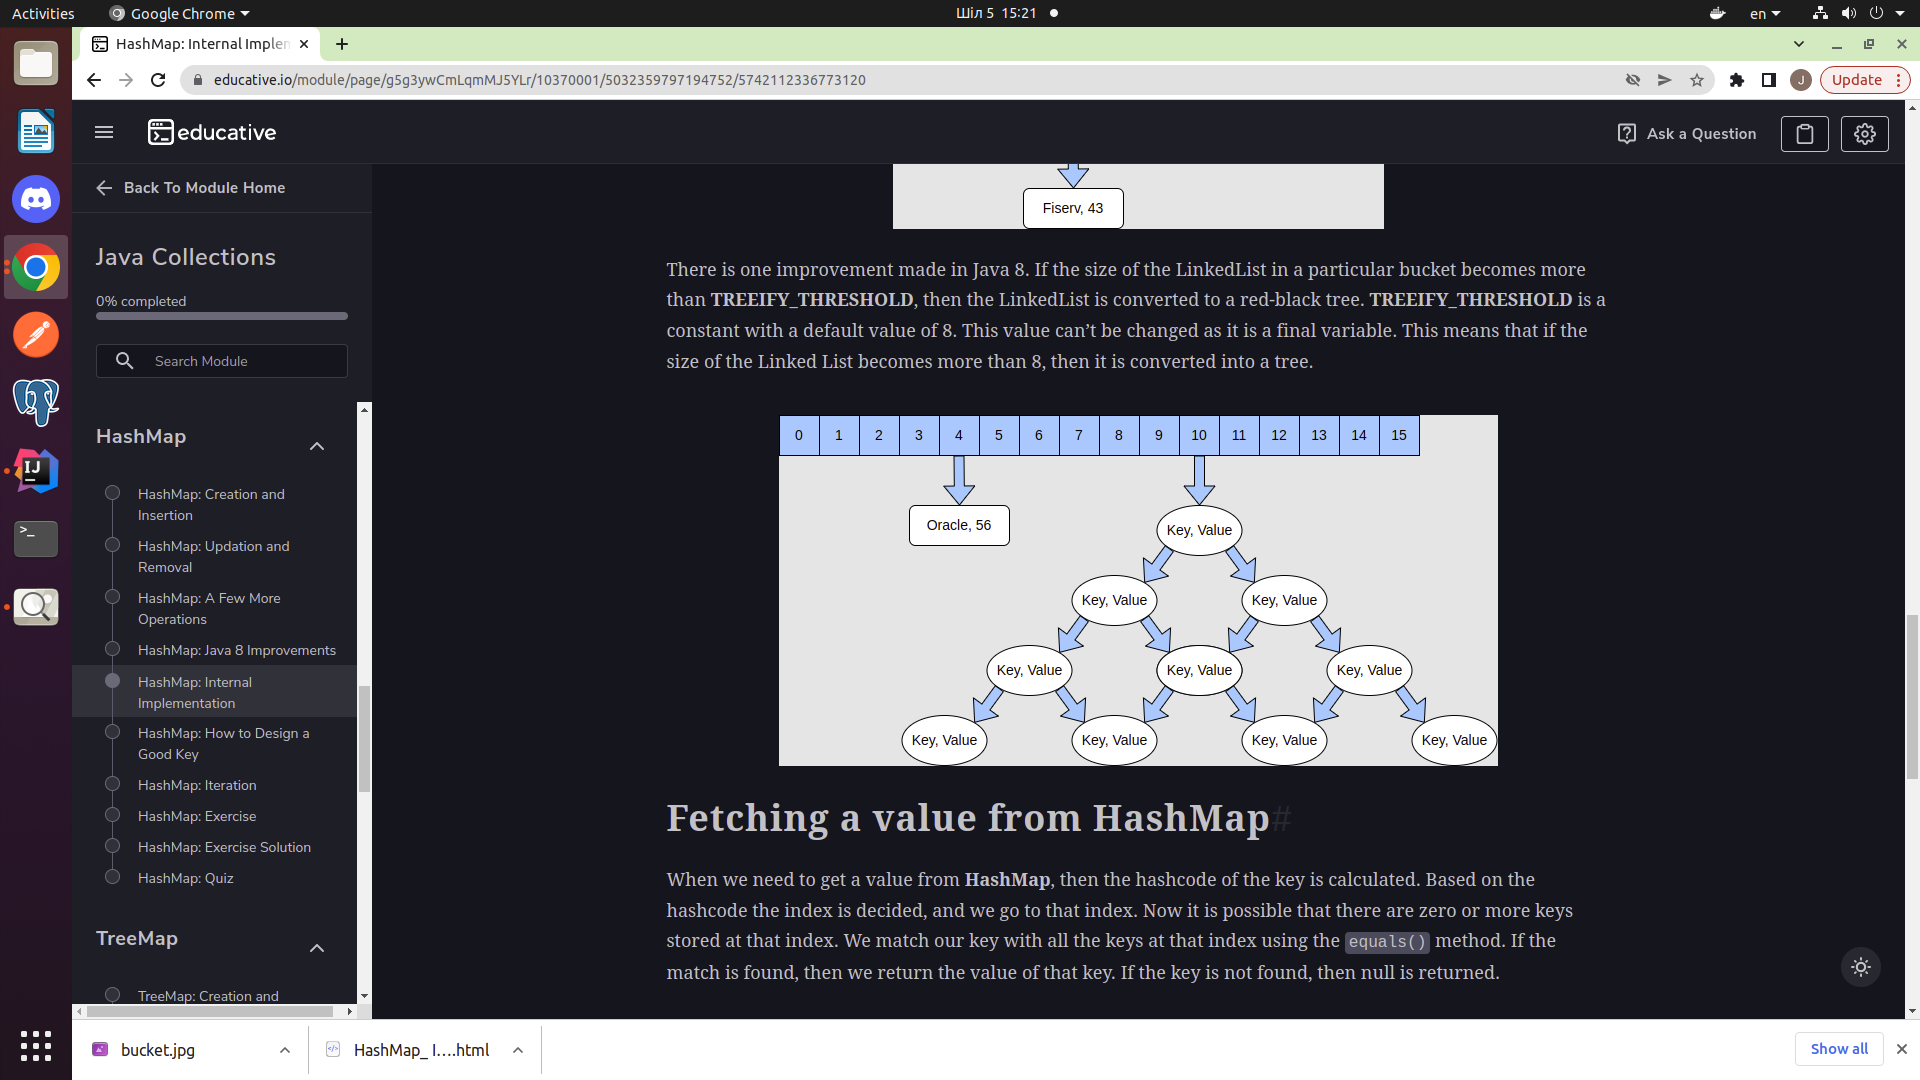 Activities
Google Chrome
Шіл 5 15:21
en
HashMap: Internal Implen
educative.io/module/page/g5g3ywCmLqmMJ5YLr/10370001/5032359797194752/5742112336773120
J
Update
educative
Ask a Question
Back To Module Home
Java Collections
0% completed
Search Module
HashMap
HashMap: Creation and
Insertion
HashMap: Updation and
Removal
HashMap: A Few More
Operations
HashMap: Java 8 Improvements
HashMap: Internal
Implementation
HashMap: How to Design a
Good Key
HashMap: Iteration
HashMap: Exercise
HashMap: Exercise Solution
HashMap: Quiz
TreeMap
TreeMap: Creation and
Fiserv, 43
There is one improvement made in Java 8. If the size of the LinkedList in a particular bucket becomes more
than TREEIFY_THRESHOLD, then the LinkedList is converted to a red-black tree. TREEIFY_THRESHOLD is a
constant with a default value of 8. This value can’t be changed as it is a final variable. This means that if the
size of the Linked List becomes more than 8, then it is converted into a tree.
0 1 2 3 4 5 6 7 8 9 10 11 12 13 14 15
Oracle, 56
Key, Value
Key, Value Key, Value
Key, Value Key, Value Key, Value
Key, Value Key, Value Key, Value Key, Value
Fetching a value from HashMap#
When we need to get a value from HashMap, then the hashcode of the key is calculated. Based on the
hashcode the index is decided, and we go to that index. Now it is possible that there are zero or more keys
stored at that index. We match our key with all the keys at that index using the equals() method. If the
match is found, then we return the value of that key. If the key is not found, then null is returned.
bucket.jpg
HashMap_ I....html
Show all